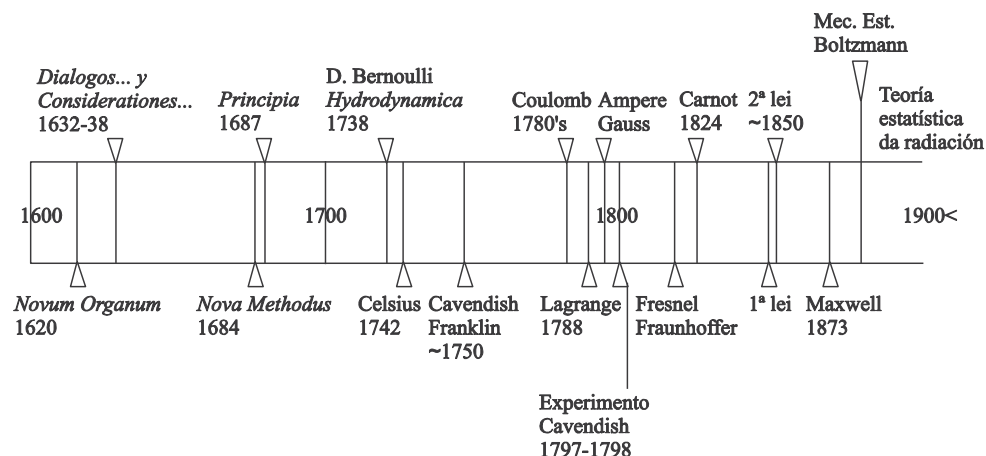 Mec. Est.
Boltzmann
Dialogos... y
Considerationes...
1632-38
Principia
1687
D. Bernoulli
Hydrodynamica
1738
Coulomb
1780's
Ampere
Gauss
Carnot
1824
2ª lei
~1850
Teoría
estatística
da radiación
1600
1700
1800
1900<
Novum Organum
1620
Nova Methodus
1684
Celsius
1742
Cavendish
Franklin
~1750
Lagrange
1788
Fresnel
Fraunhoffer
1ª lei
Maxwell
1873
Experimento
Cavendish
1797-1798